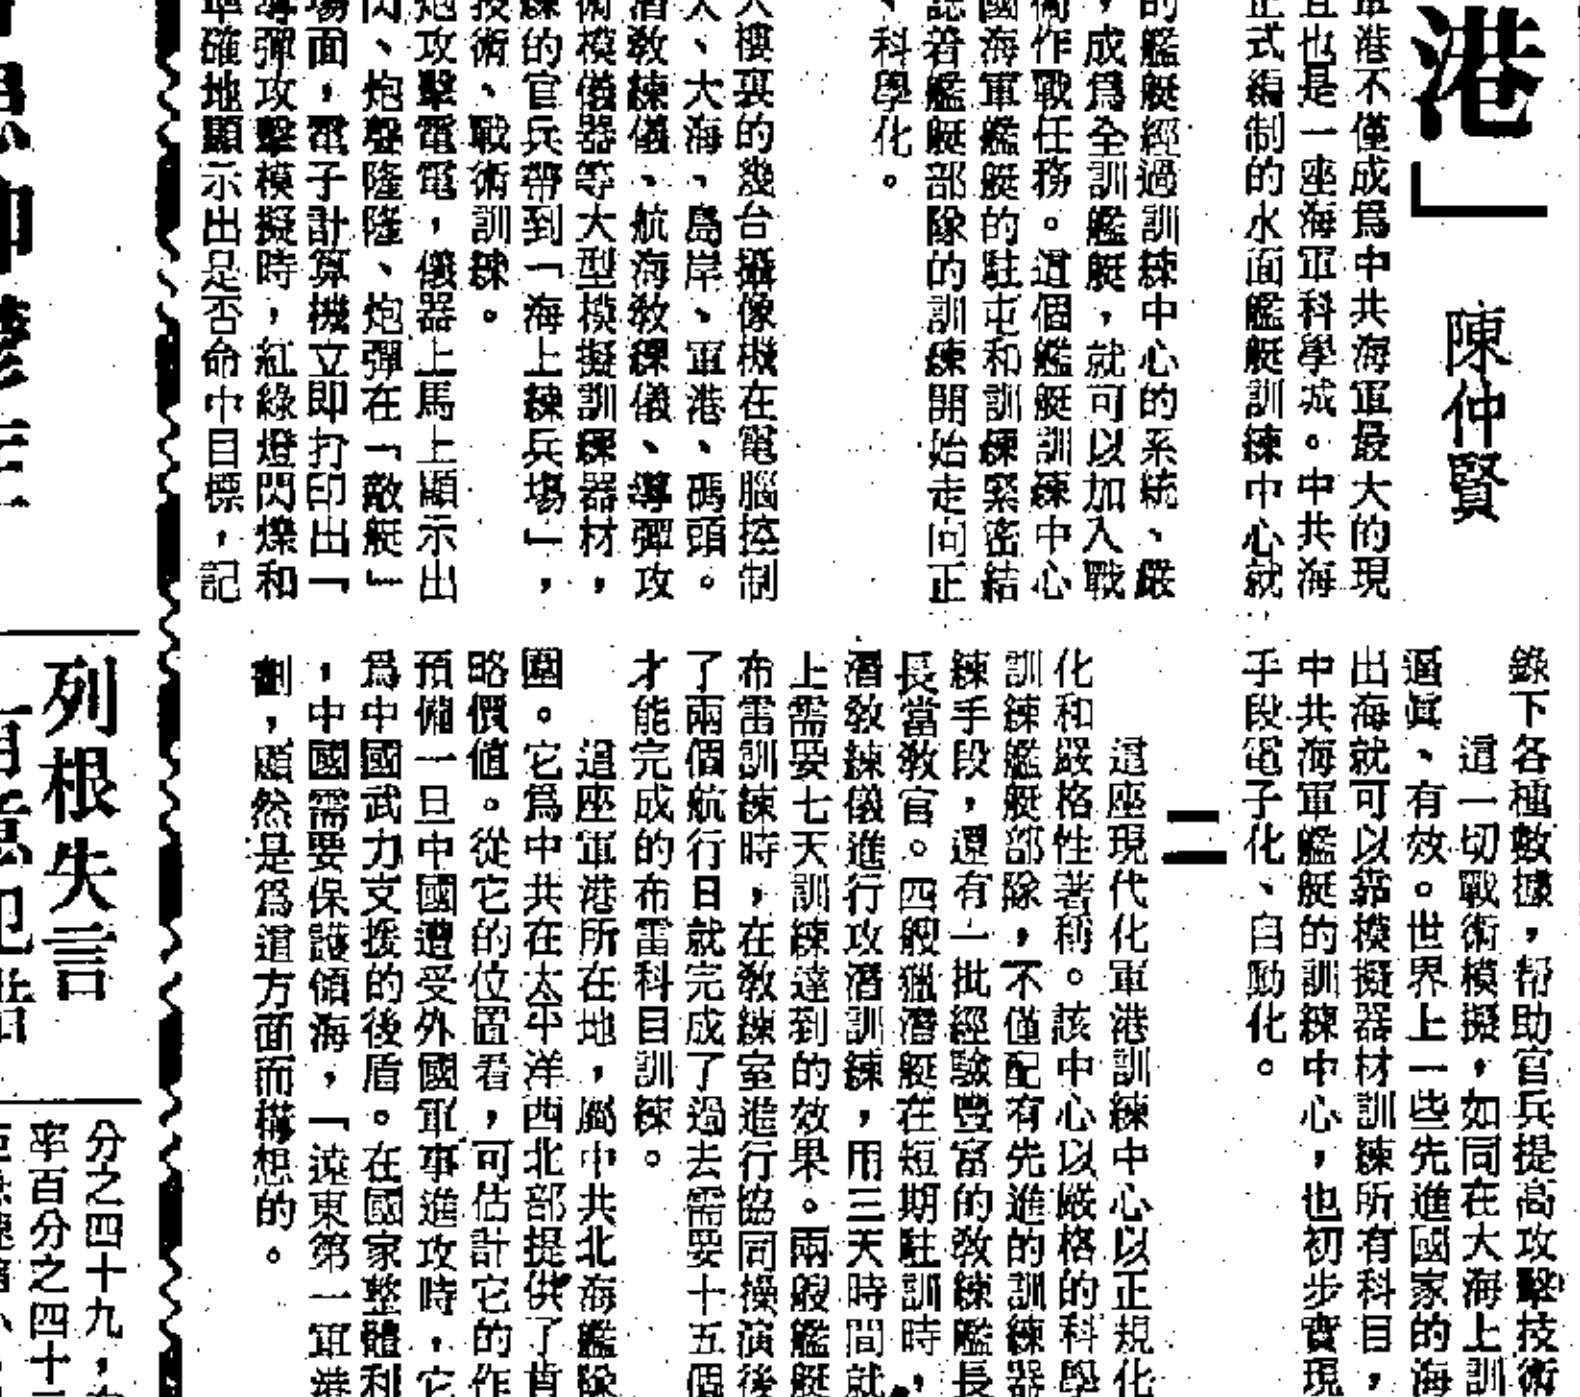 港」
陳仲賢
軍港不僅成爲中共海軍最大的現
且也是一座海軍科學城。中共海
正式編制的水面艦艇訓練中心就
的艦艇經過訓練中心的系統、嚴
，成爲全訓艦艇，就可以加入戰
衛作戰任務。這個艦艇訓練中心
國海軍艦艇的駐屯和訓練緊密結
誌着艦艇部隊的訓練開始走向正
、科學化。
大樓裏的幾台攝像機在電腦控制
天、大海、島岸、軍港、碼頭。
潛教練儀、航海教練儀、導彈攻
術模儀器等大型模擬訓練器材，
練的官兵帶到「海上練兵場」，
技術、戰術訓練。
炮攻擊電電，儀器上馬上顯示出
閃、炮聲隆隆、炮彈在「敵艇」
場面，電子計算機立即打印出「
導彈攻擊模擬時，紅綠燈閃爍和
準確地顯示出是否命中目標，記
錄下各種數據，帮助官兵提高攻擊技術
這一切戰術模擬，如同在大海上訓
逼眞、有效。世界上一些先進國家的海
出海就可以靠模擬器材訓練所有科目，
中共海軍艦艇的訓練中心，也初步實現
手段電子化、自動化。
二
這座現代化軍港訓練中心以正規化
化和嚴格性著稱。該中心以嚴格的科學
訓練艦艇部隊，不僅配有先進的訓練器
練手段，還有一批經驗豐富的教練艦長
長當教官。四艘獵潛艇在短期駐訓時，
潛教練儀進行攻潛訓練，用三天時間就
上需要七天訓練達到的效果。兩艘艦艇
布雷訓練時，在教練室進行協同操演後
了兩個航行日就完成了過去需要十五個
才能完成的布雷科目訓練。
這座軍港所在地，屬中共北海艦隊
圍。它爲中共在太平洋西北部提供了肯
略價值。從它的位置看，可估計它的作
預備一旦中國遭受外國軍事進攻時，它
爲中國武力支援的後盾。在國家整體利
，中國需要保護領海，「遠東第一軍港
劃，顯然是爲這方面而構想的。
列根失言
分之四十九，
率百分之四十